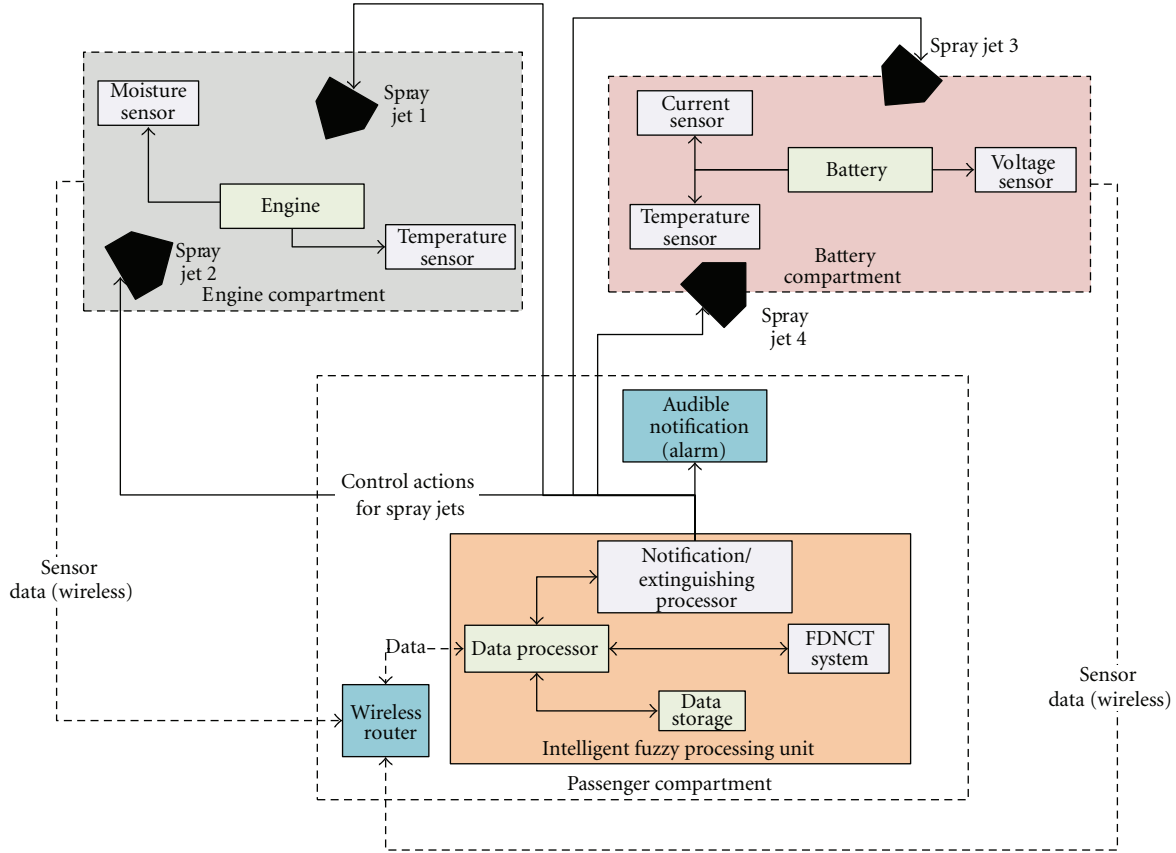 Spray jet 3
Moisture
sensor
Spray
jet 1
Current
sensor
Battery
Voltage
sensor
Engine
Temperature
sensor
Temperature
sensor
Spray
jet 2
Engine compartment
Battery
compartment
Spray
jet 4
Audible
notification
(alarm)
Control actions
for spray jets
Sensor
data (wireless)
Notification/
extinguishing
processor
Data
Data processor
FDNCT
system
Sensor
data (wireless)
Wireless
router
Data
storage
Intelligent fuzzy processing unit
Passenger compartment